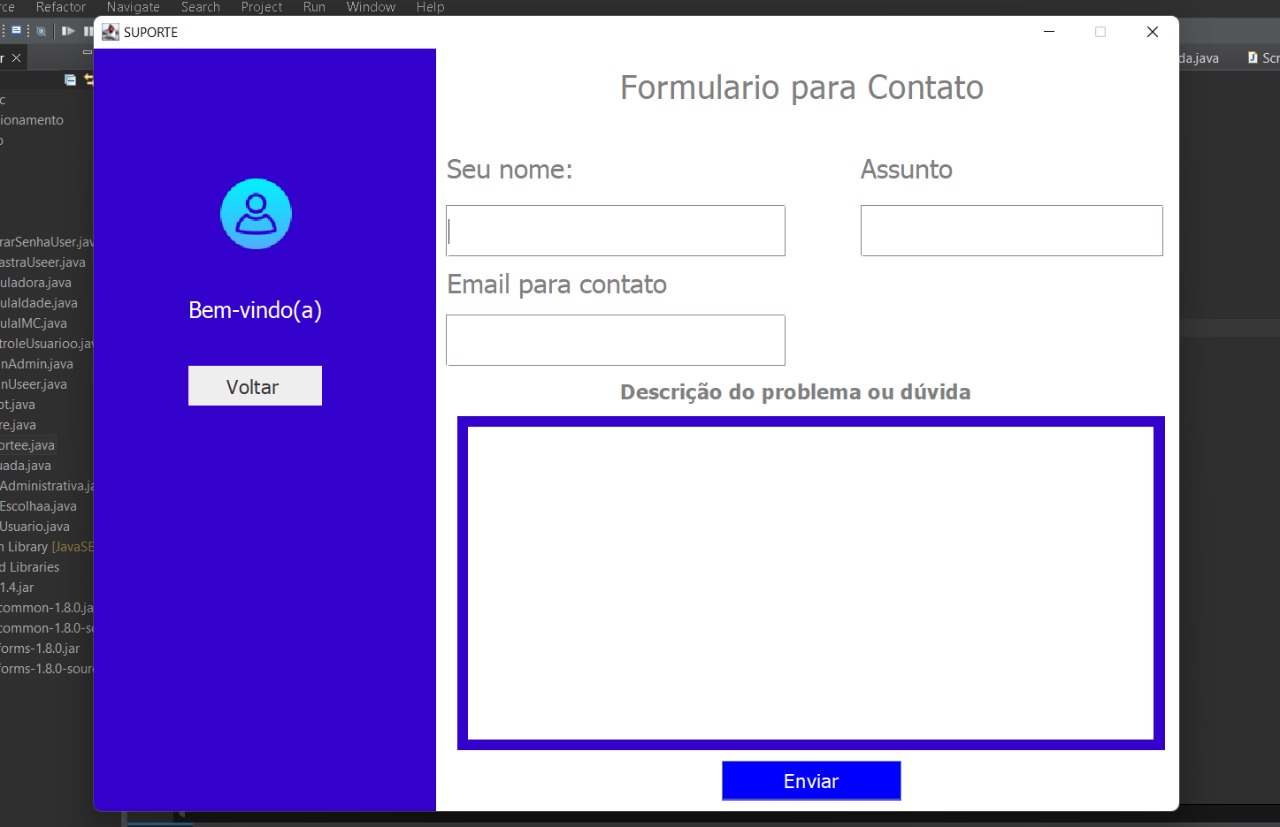 rce Refactor Navigate Search Project Run Window Help
SUPORTE
r
da.java
Scr
c
ionamento
o
rarSenhaUser.jav
astraUseer.java
uladora.java
ulaIdade.java
ulaIMC.java
troleUsuarioo.jav
nAdmin.java
nUseer.java
ot.java
re.java
ortee.java
uada.java
Administrativa.ja
Escolhaa.java
Usuario.java
n Library [JavaSE
d Libraries
1.4.jar
common-1.8.0.ja
common-1.8.0-so
forms-1.8.0.jar
forms-1.8.0-sour
Bem-vindo(a)
Voltar
Formulario para Contato
Seu nome:
Assunto
Email para contato
Descrição do problema ou dúvida
Enviar